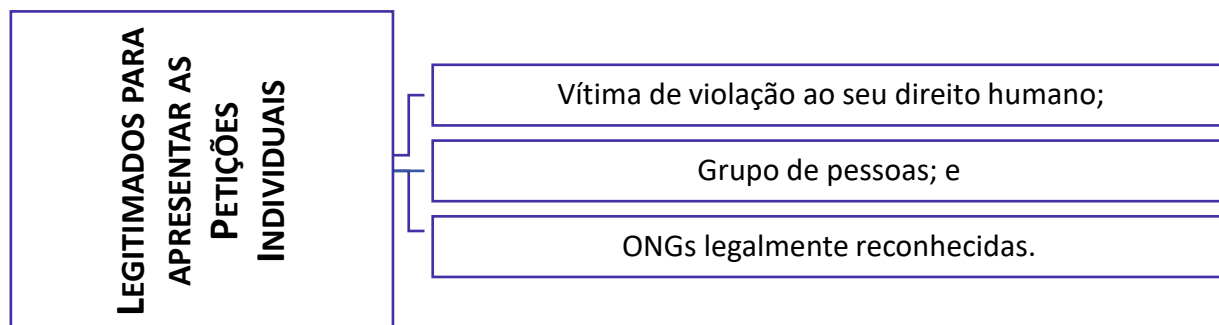 LEGITIMADOS PARA
APRESENTAR AS
PETIÇÕES
INDIVIDUAIS
Vítima de violação ao seu direito humano;
Grupo de pessoas; e
ONGs legalmente reconhecidas.